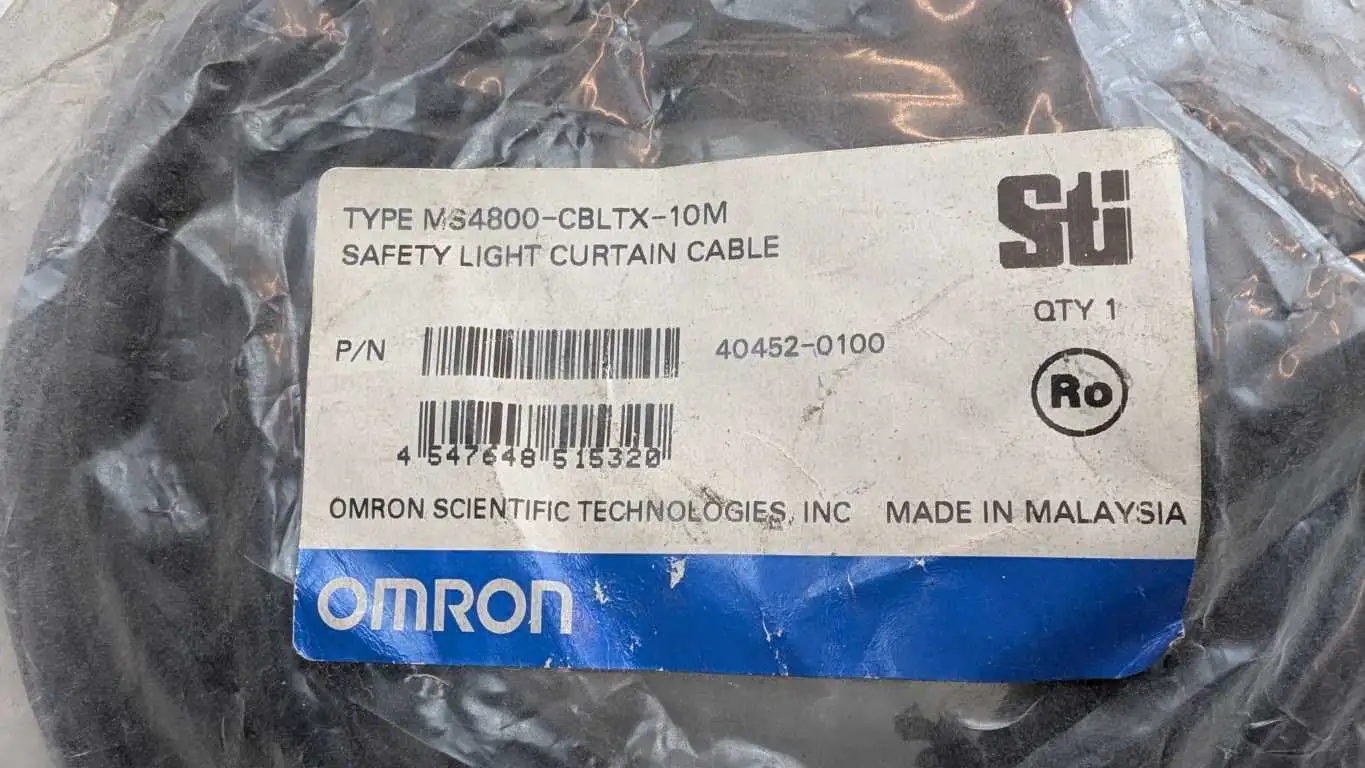 TYPE MS4800-CBLTX-10M
SAFETY LIGHT CURTAIN CABLE
Sti
QTY 1
P/N 40452-0100
Ro
4 547648 515320
OMRON SCIENTIFIC TECHNOLOGIES, INC MADE IN MALAYSIA
OMRON